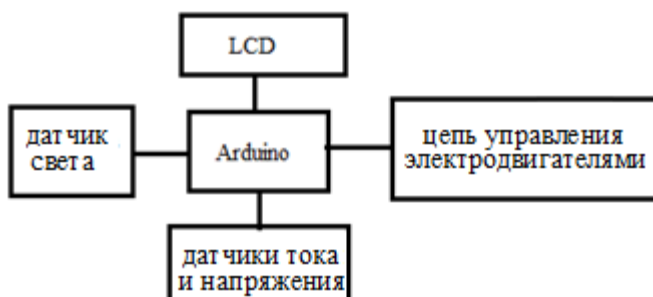 LCD
датчик
света
Arduino
цепь управления
электродвигателями
датчики тока
и напряжения